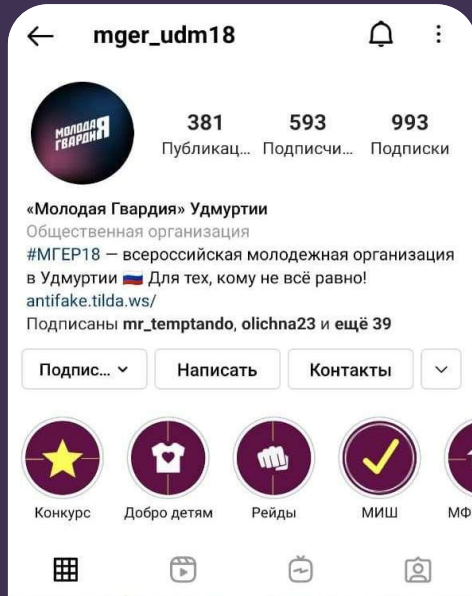 mger_udm18
МОЛОДАЯ
ГВАРДИЯ
381 593 993
Публикац... Подписчи... Подписки
«Молодая Гвардия» Удмуртии
Общественная организация
#МГЕР18 — всероссийская молодежная организация
в Удмуртии 🇷🇺 Для тех, кому не всё равно!
antifake.tilda.ws/
Подписаны mr_temptando, olichna23 и ещё 39
Подпис... Написать Контакты
Конкурс Добро детям Рейды МИШ МФ